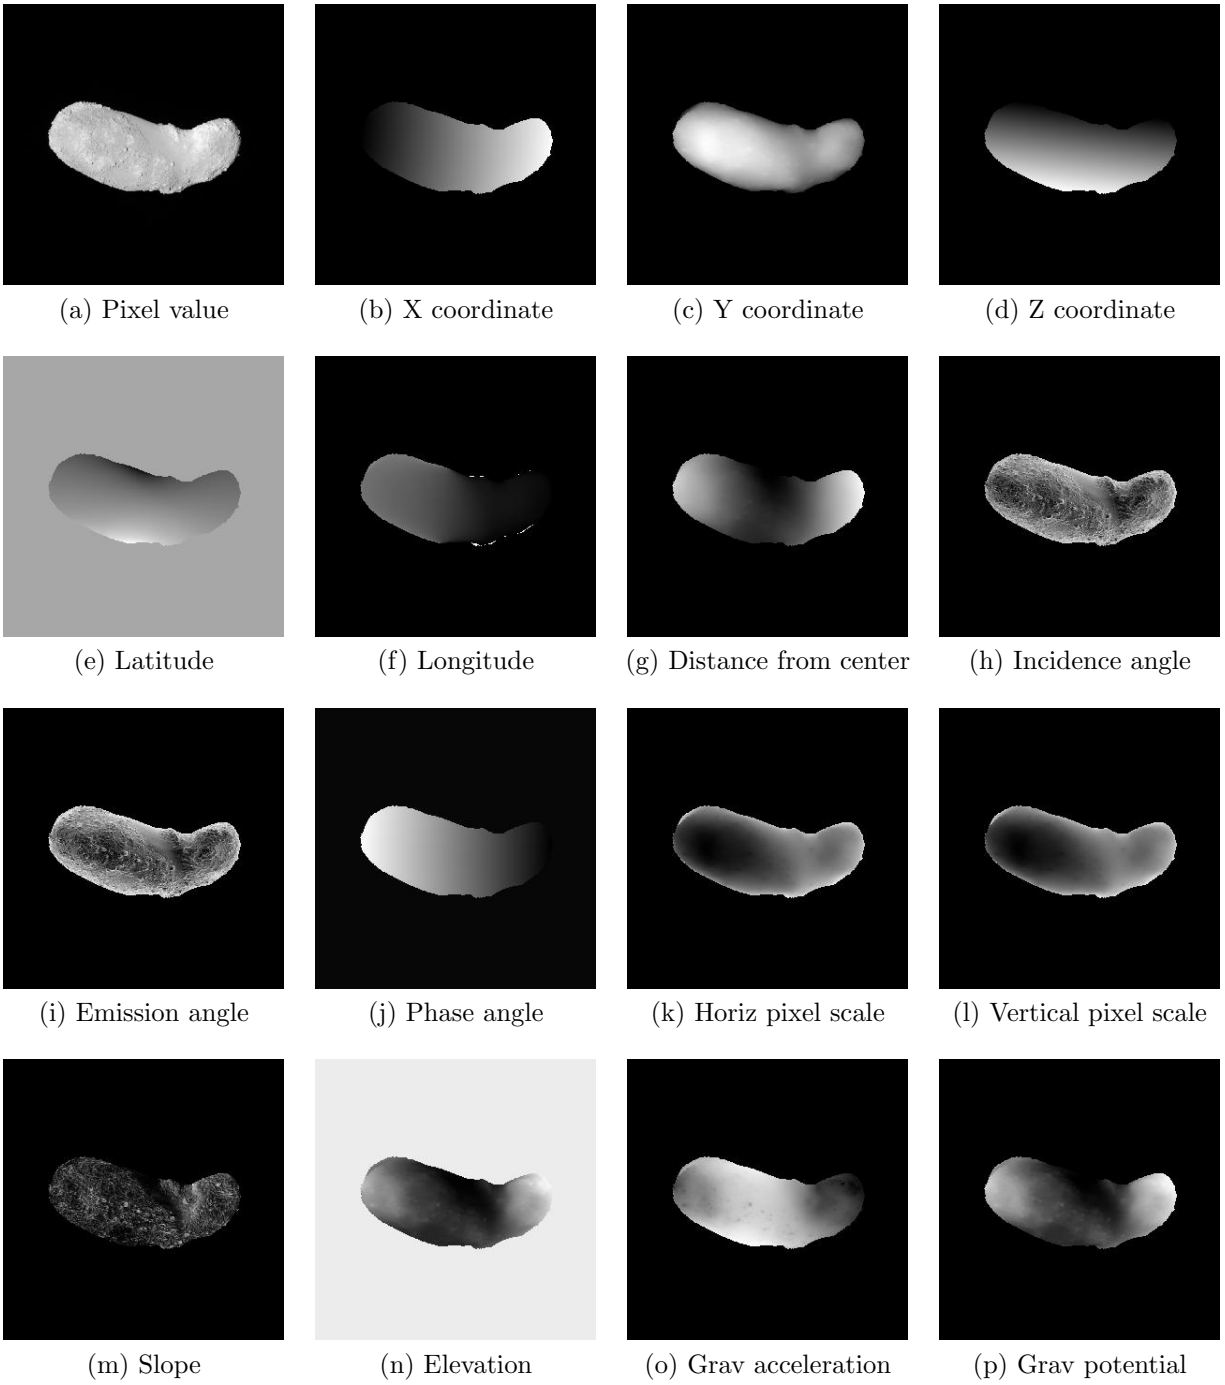 (a) Pixel value
(b) X coordinate
(c) Y coordinate
(d) Z coordinate
(e) Latitude
(f) Longitude
(g) Distance from center
(h) Incidence angle
(i) Emission angle
(j) Phase angle
(k) Horiz pixel scale
(l) Vertical pixel scale
(m) Slope
(n) Elevation
(o) Grav acceleration
(p) Grav potential